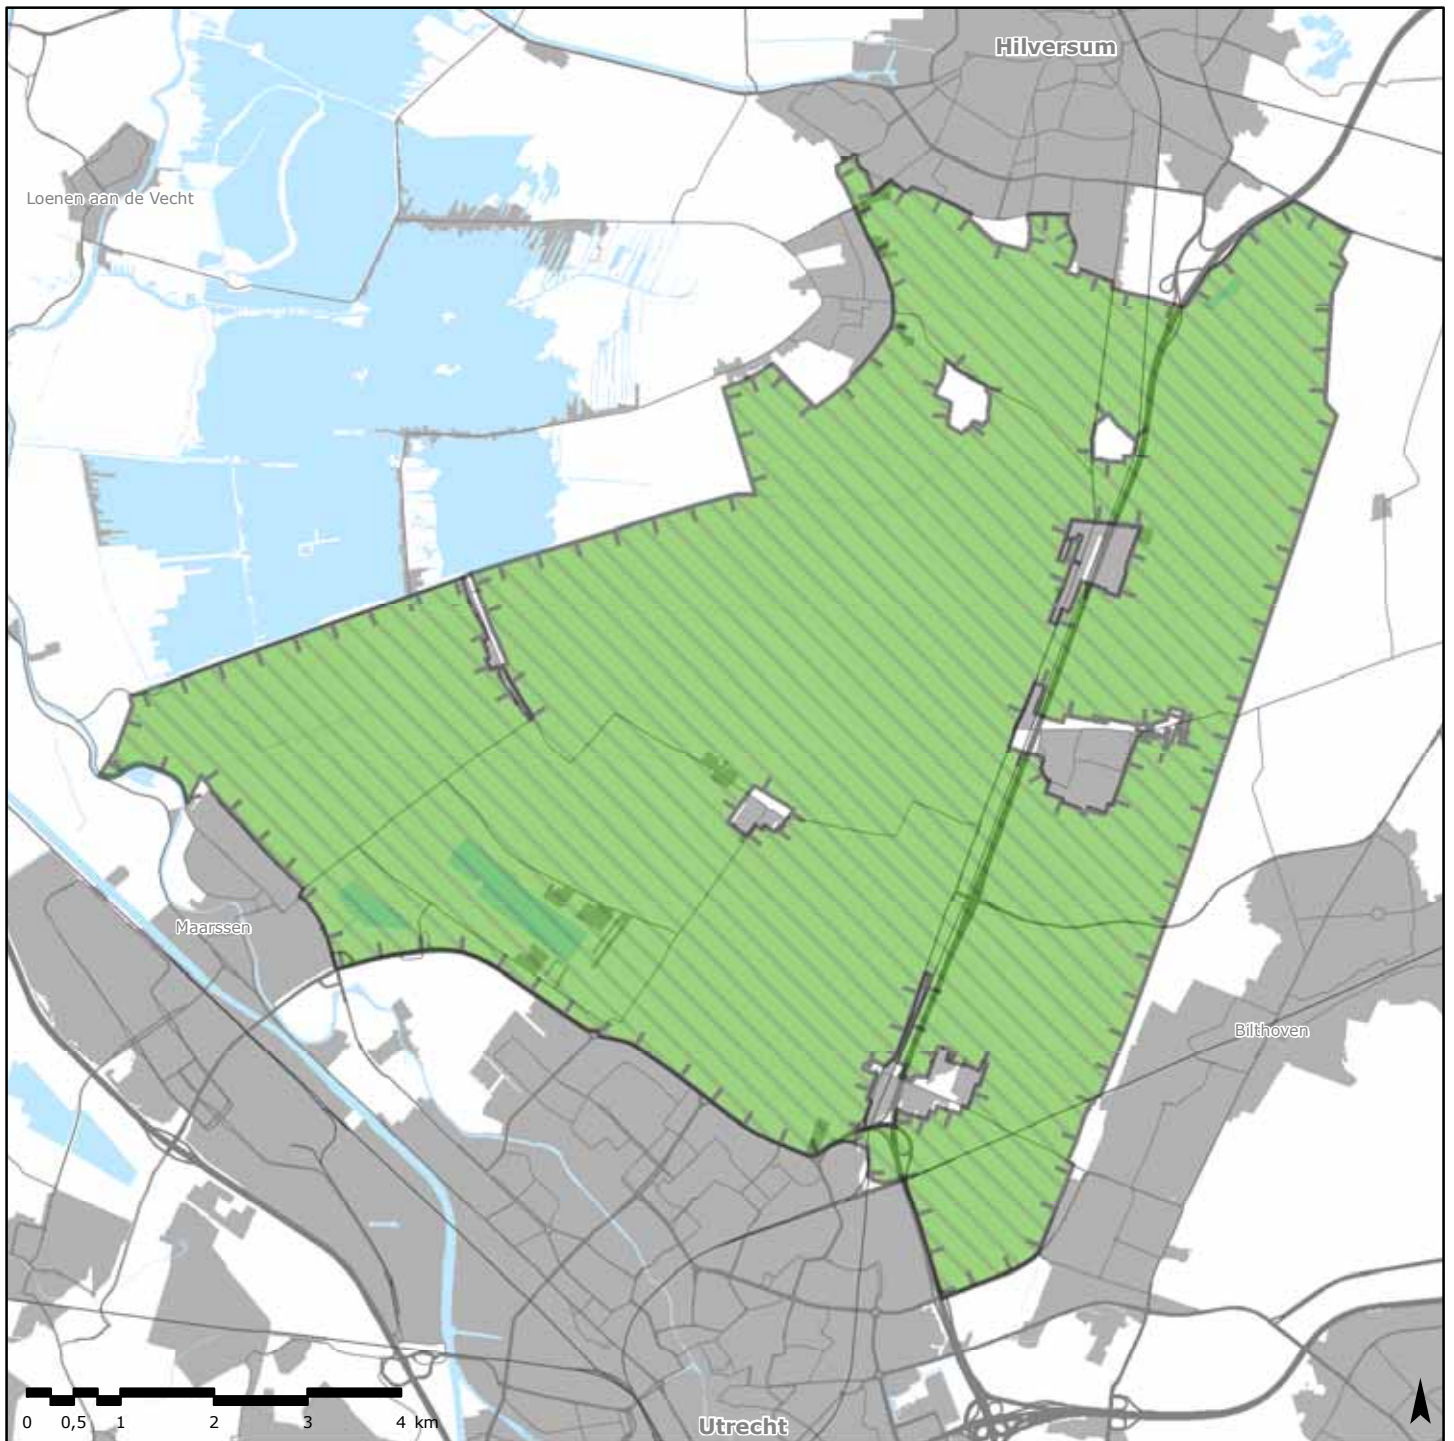 Hilversum
Loenen aan de Vecht
Maarssen
Bilthoven
0 0,5 1 2 3 4 km
Utrecht